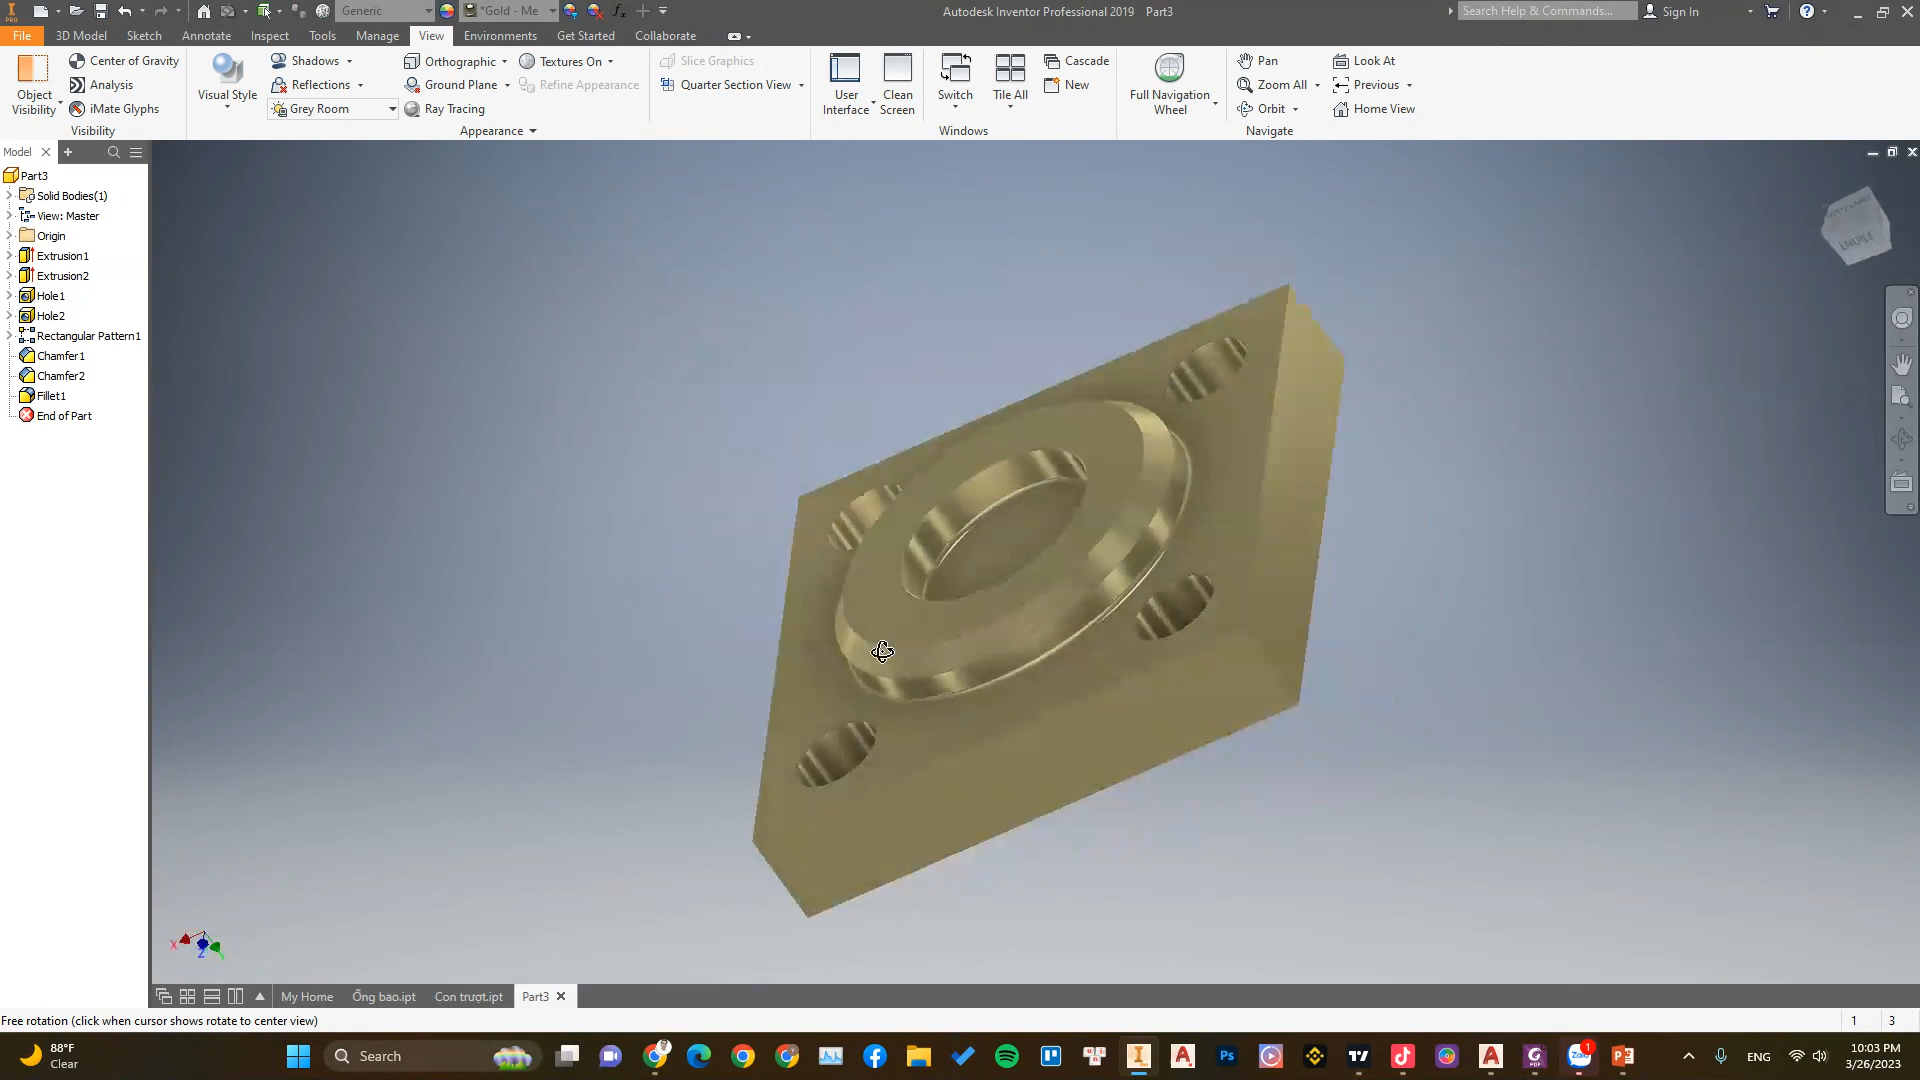 Generic
"Gold - Me
Autodesk Inventor Professional 2019 Part3
Search Help & Commands...
Sign In
File 3D Model Sketch Annotate Inspect Tools Manage View Environments Get Started Collaborate
Object Visibility
Center of Gravity
Analysis
iMate Glyphs
Visibility
Visual Style
Shadows
Reflections
Grey Room
Orthographic
Ground Plane
Ray Tracing
Textures On
Refine Appearance
Appearance
Slice Graphics
Quarter Section View
User Interface
Clean Screen
Switch
Tile All
Cascade
New
Windows
Full Navigation Wheel
Pan
Zoom All
Orbit
Look At
Previous
Home View
Navigate
Model
Part3
Solid Bodies(1)
View: Master
Origin
Extrusion1
Extrusion2
Hole1
Hole2
Rectangular Pattern1
Chamfer1
Chamfer2
Fillet1
End of Part
X
Z
My Home Ống bao.ipt Con trượt.ipt Part3
Free rotation (click when cursor shows rotate to center view)
1 3
88°F
Clear
Search
Ps
Zalo
1
ENG
10:03 PM
3/26/2023